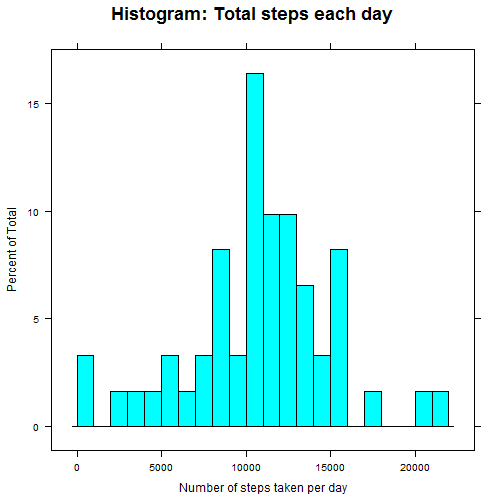 Histogram: Total steps each day
15
10
5
0
Percent of Total
0 5000 10000 15000 20000
Number of steps taken per day